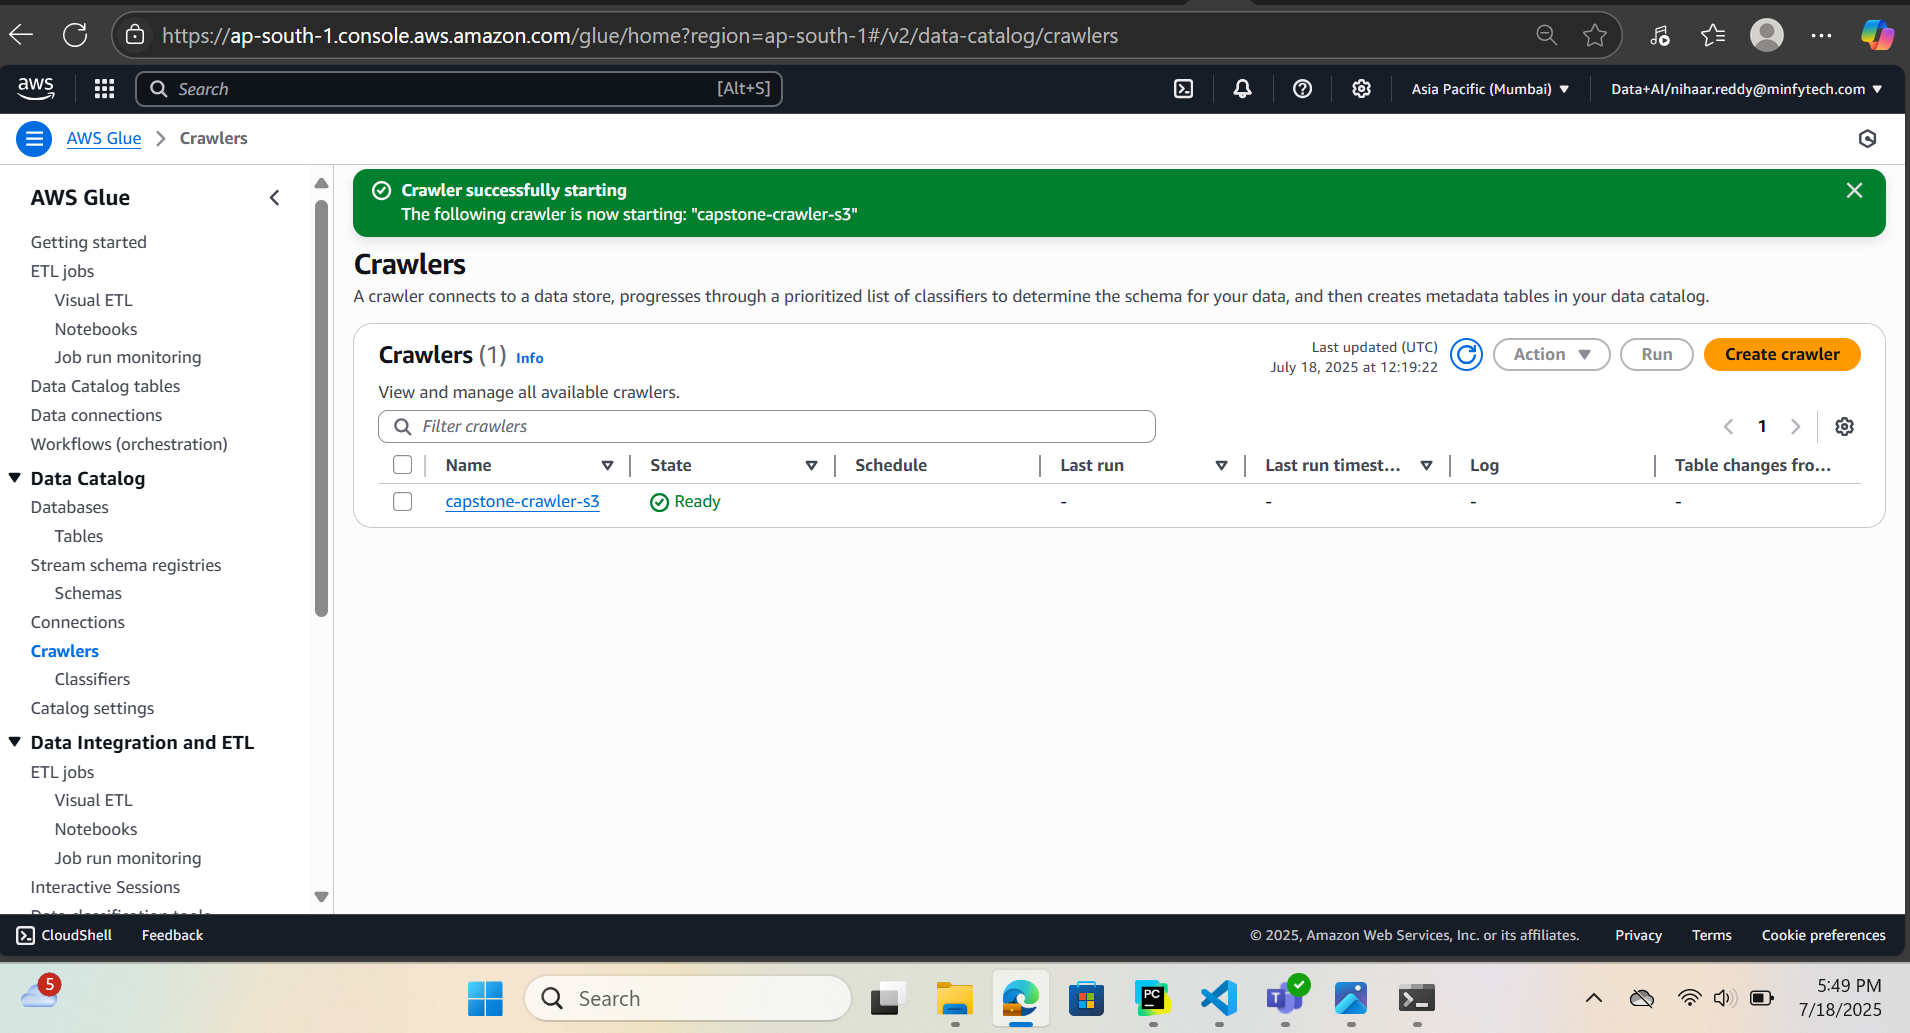 https://ap-south-1.console.aws.amazon.com/glue/home?region=ap-south-1#/v2/data-catalog/crawlers
aws
Search
[Alt+S]
Asia Pacific (Mumbai)
Data+AI/nihaar.reddy@minfytech.com
AWS Glue
Crawlers
AWS Glue
Getting started
ETL jobs
Visual ETL
Notebooks
Job run monitoring
Data Catalog tables
Data connections
Workflows (orchestration)
Data Catalog
Databases
Tables
Stream schema registries
Schemas
Connections
Crawlers
Classifiers
Catalog settings
Data Integration and ETL
ETL jobs
Visual ETL
Notebooks
Job run monitoring
Interactive Sessions
Crawler successfully starting
The following crawler is now starting: "capstone-crawler-s3"
Crawlers
A crawler connects to a data store, progresses through a prioritized list of classifiers to determine the schema for your data, and then creates metadata tables in your data catalog.
Crawlers (1) Info
Last updated (UTC)
July 18, 2025 at 12:19:22
Action
Run
Create crawler
View and manage all available crawlers.
Filter crawlers
1
Name State Schedule Last run Last run timest... Log Table changes fro...
capstone-crawler-s3 Ready - - - -
CloudShell
Feedback
© 2025, Amazon Web Services, Inc. or its affiliates.
Privacy
Terms
Cookie preferences
5
Search
PC
T
5:49 PM
7/18/2025